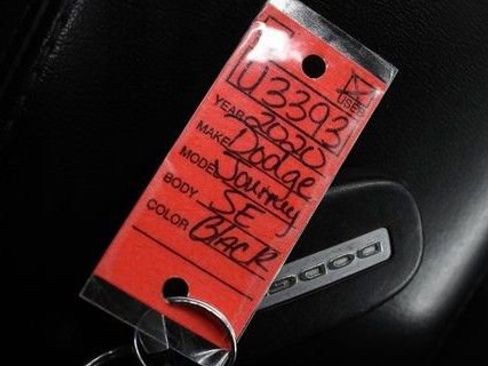 USED
U3393
YEAR 2020
MAKE Dodge
MODEL Journey
BODY SE
COLOR Black
DODGE